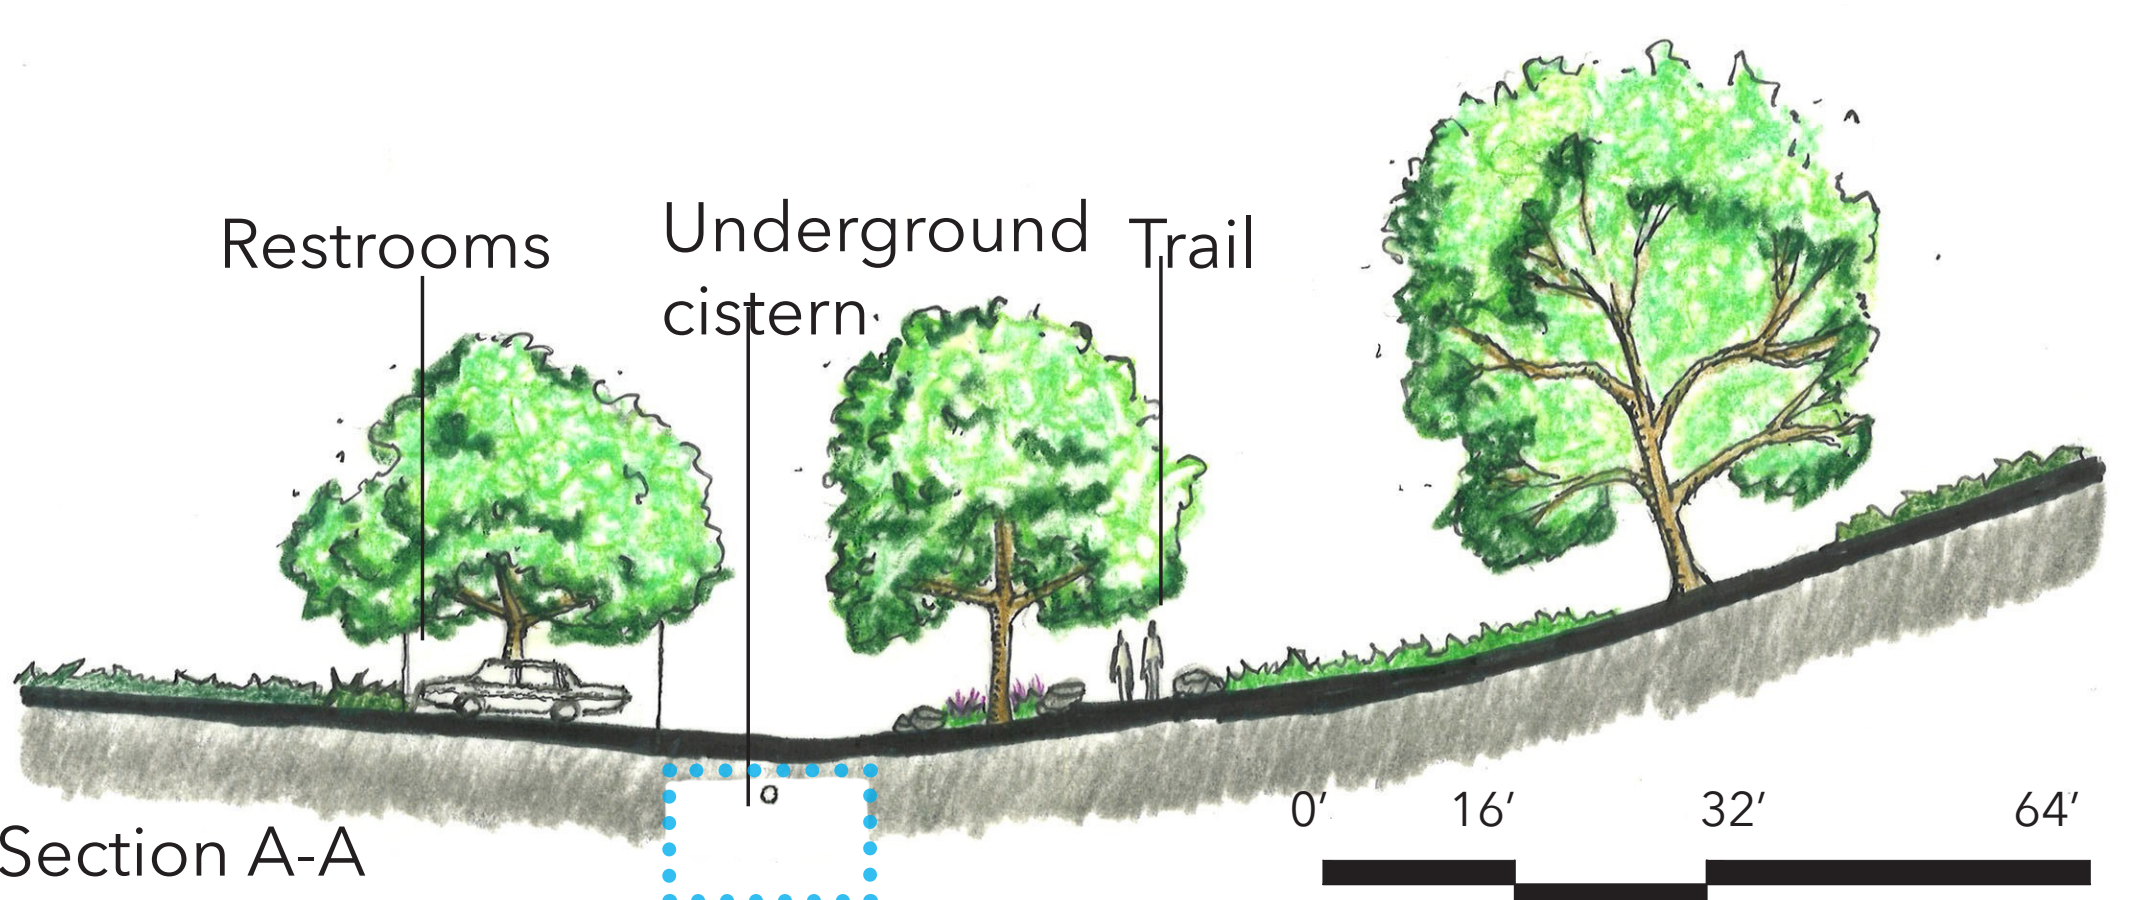 Restrooms
Underground
cistern
Trail
0′ 16′ 32′ 64′
Section A-A